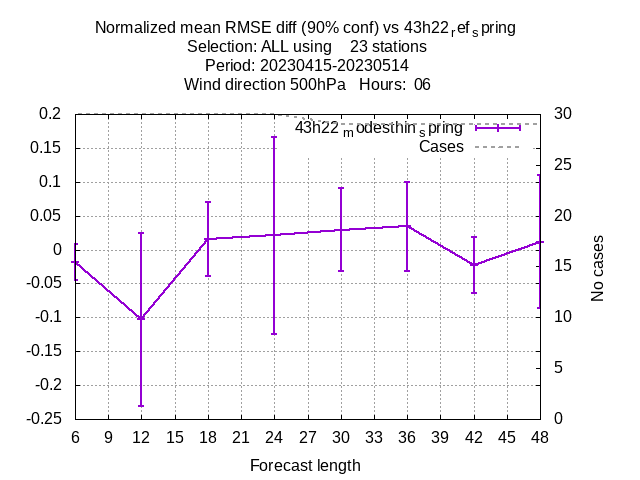 Normalized mean RMSE diff (90% conf) vs 43h22ref spring
Selection: ALL using 23 stations
Period: 20230415-20230514
Wind direction 500hPa Hours: 06
0.2
0.15
0.1
0.05
0
-0.05
-0.1
-0.15
-0.2
-0.25
30
25
20
15
10
5
0
43h22modesthinspring
Cases
No cases
6 9 12 15 18 21 24 27 30 33 36 39 42 45 48
Forecast length